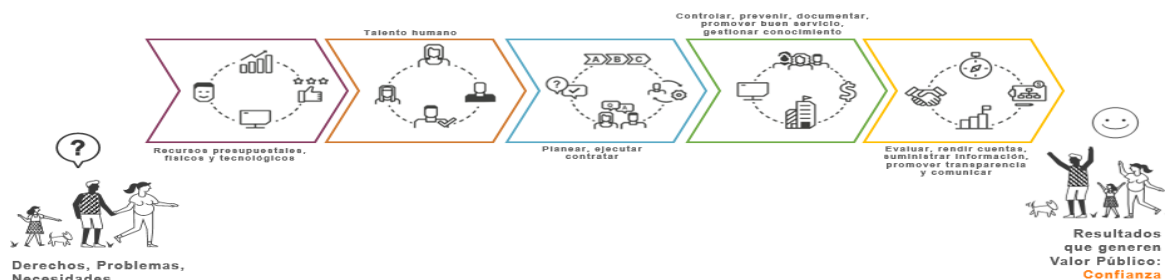 Controlar, prevenir, documentar,
promover buen servicio,
gestionar conocimiento
Talento humano
A B C
?
Q
A
$
Recursos presupuestales,
físicos y tecnológicos
Planear, ejecutar
contratar
Evaluar, rendir cuentas,
suministrar información,
promover transparencia
y comunicar
?
Derechos, Problemas,
Necesidades
Resultados
que generen
Valor Público:
Confianza